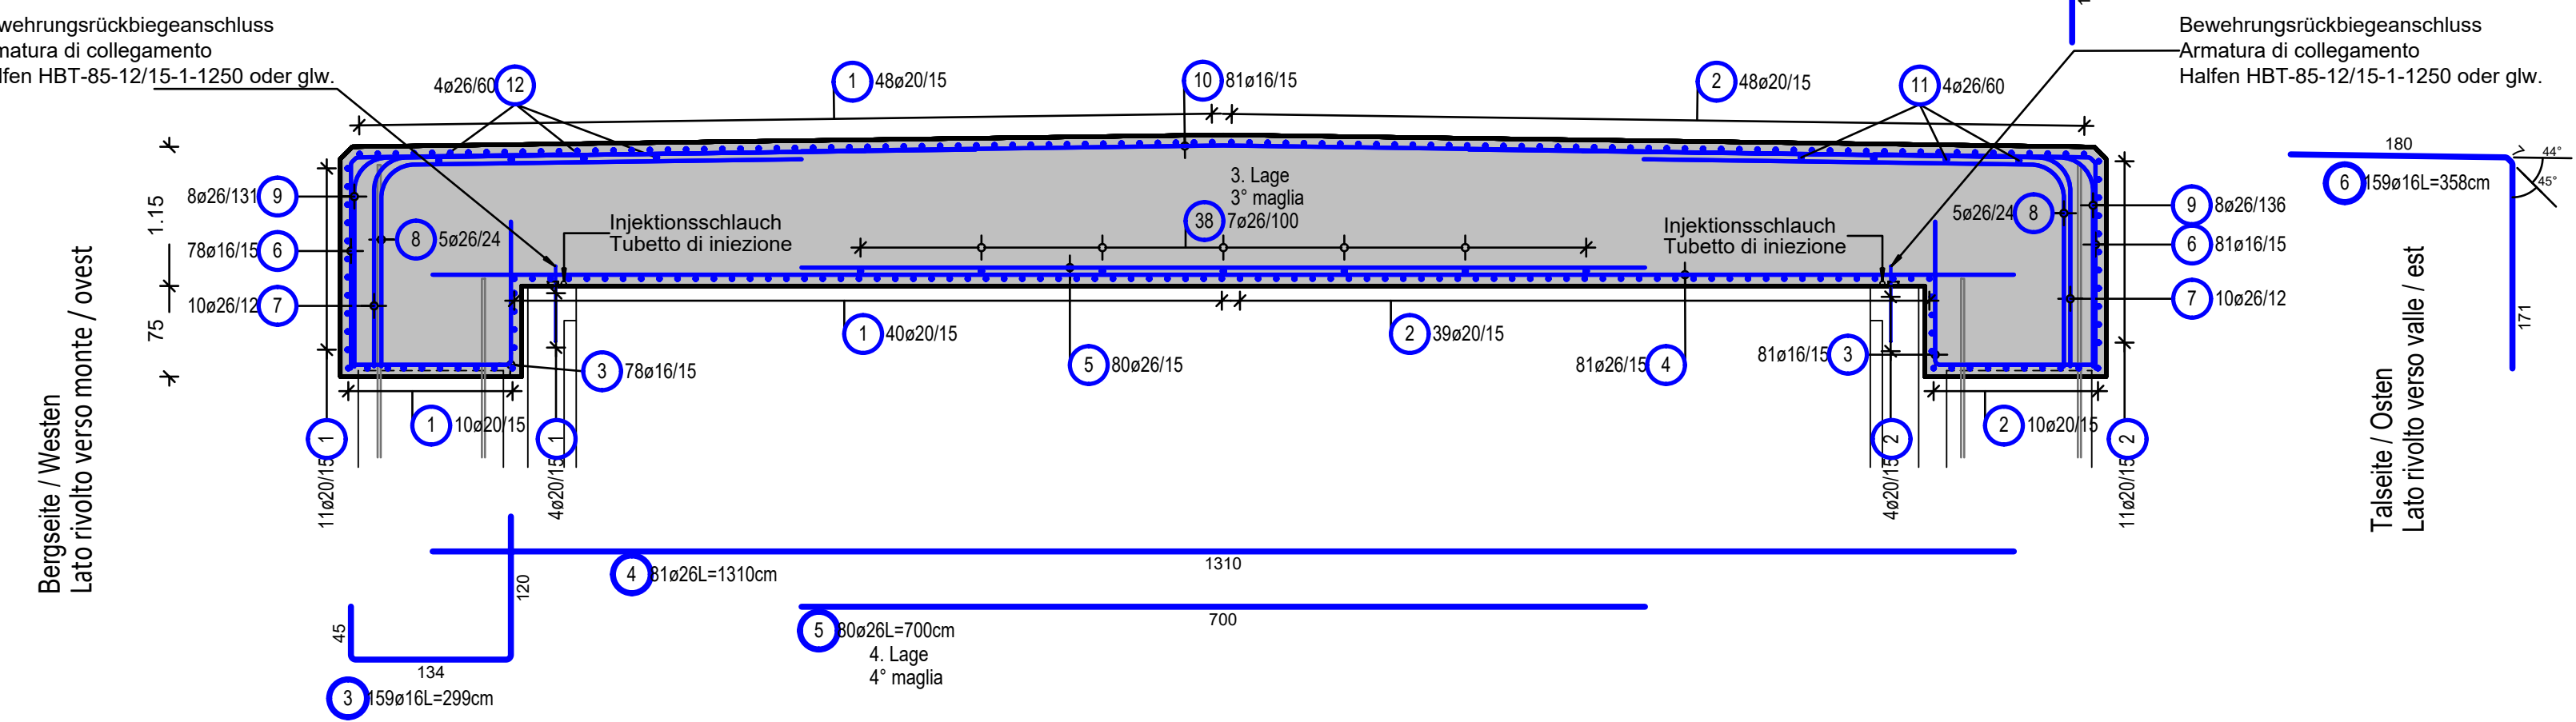 wehrungsrückbiegeanschluss
matura di collegamento
lfen HBT-85-12/15-1-1250 oder glw.
4ø26/60 12
1 48ø20/15
10 81ø16/15
2 48ø20/15
11 4ø26/60
Bewehrungsrückbiegeanschluss
Armatura di collegamento
Halfen HBT-85-12/15-1-1250 oder glw.
1.15
75
8ø26/131 9
78ø16/15 6
10ø26/12 7
8 5ø26/24
Injektionsschlauch
Tubetto di iniezione
3. Lage
3° maglia
38 7ø26/100
Injektionsschlauch
Tubetto di iniezione
5ø26/24 8
9 8ø26/136
6 81ø16/15
7 10ø26/12
180
7
44°
45°
6 159ø16L=358cm
171
1 40ø20/15
2 39ø20/15
3 78ø16/15
5 80ø26/15
81ø26/15 4
81ø16/15 3
1 10ø20/15
2 10ø20/15
11ø20/15 1
4ø20/15 1
4ø20/15 2
11ø20/15 2
Bergseite / Westen
Lato rivolto verso monte / ovest
Talseite / Osten
Lato rivolto verso valle / est
1310
4 81ø26L=1310cm
700
5 80ø26L=700cm
4. Lage
4° maglia
120
45
134
3 159ø16L=299cm